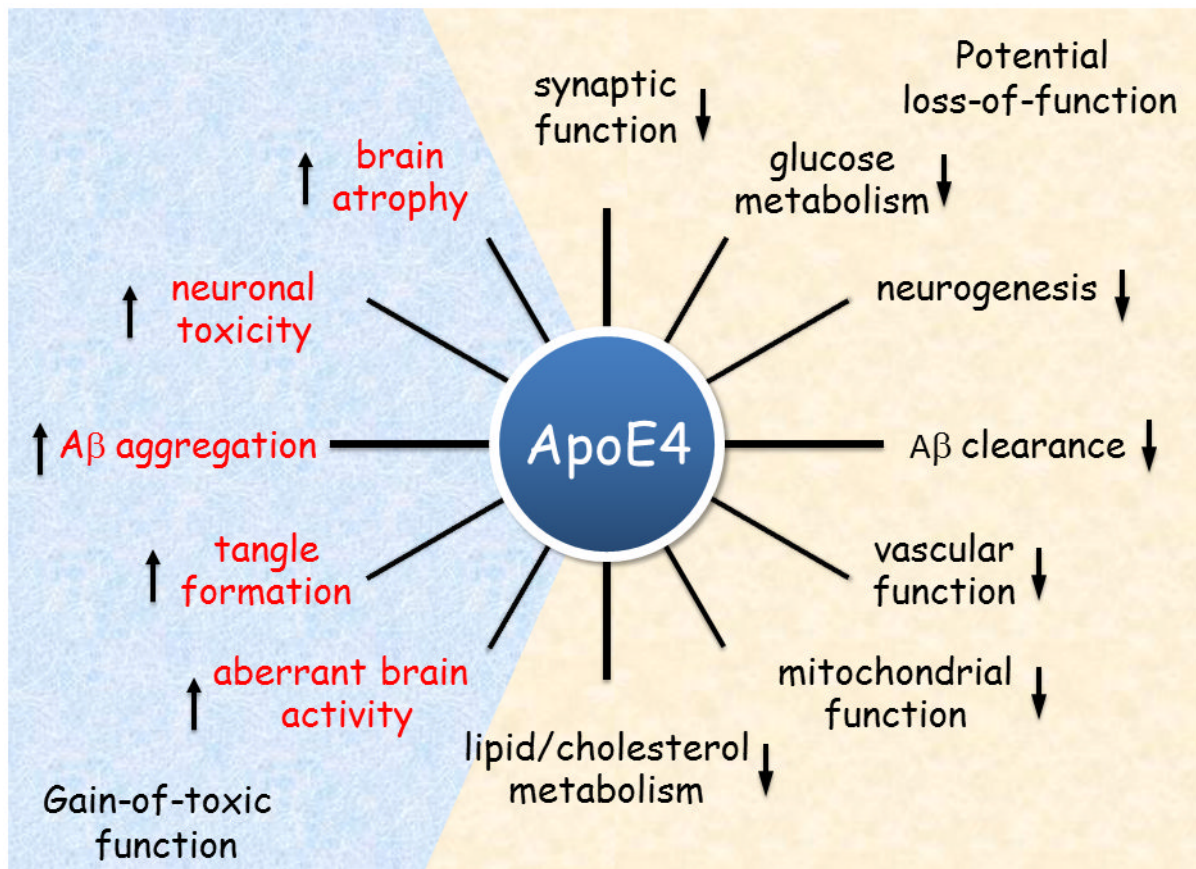 Potential
loss-of-function
synaptic
function ↓
glucose
metabolism ↓
neurogenesis ↓
Aβ clearance ↓
vascular
function ↓
mitochondrial
function ↓
lipid/cholesterol
metabolism ↓
ApoE4
↑ brain
atrophy
↑ neuronal
toxicity
↑ Aβ aggregation
↑ tangle
formation
↑ aberrant brain
activity
Gain-of-toxic
function